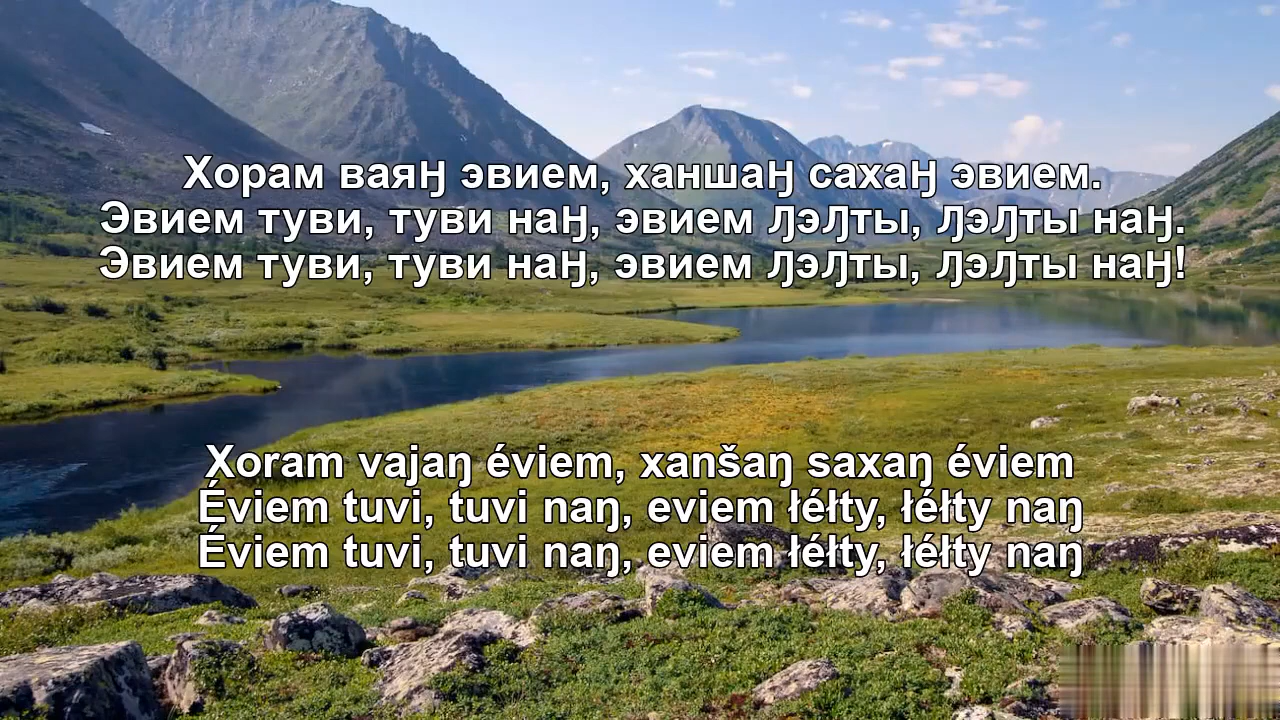 Хорам ваяӇ эвием, ханшаӇ сахаӇ эвием.
Эвием туви, туви наӇ, эвием ԒэԒты, ԓэԒты наӇ.
Эвием туви, туви наӇ, эвием ԒэԒты, ԓэԒты наӇ!
Xoram vajaŋ éviem, xanšaŋ saxaŋ éviem
Éviem tuvi, tuvi naŋ, eviem łéłty, łéłty naŋ
Éviem tuvi, tuvi naŋ, eviem łéłty, łéłty naŋ